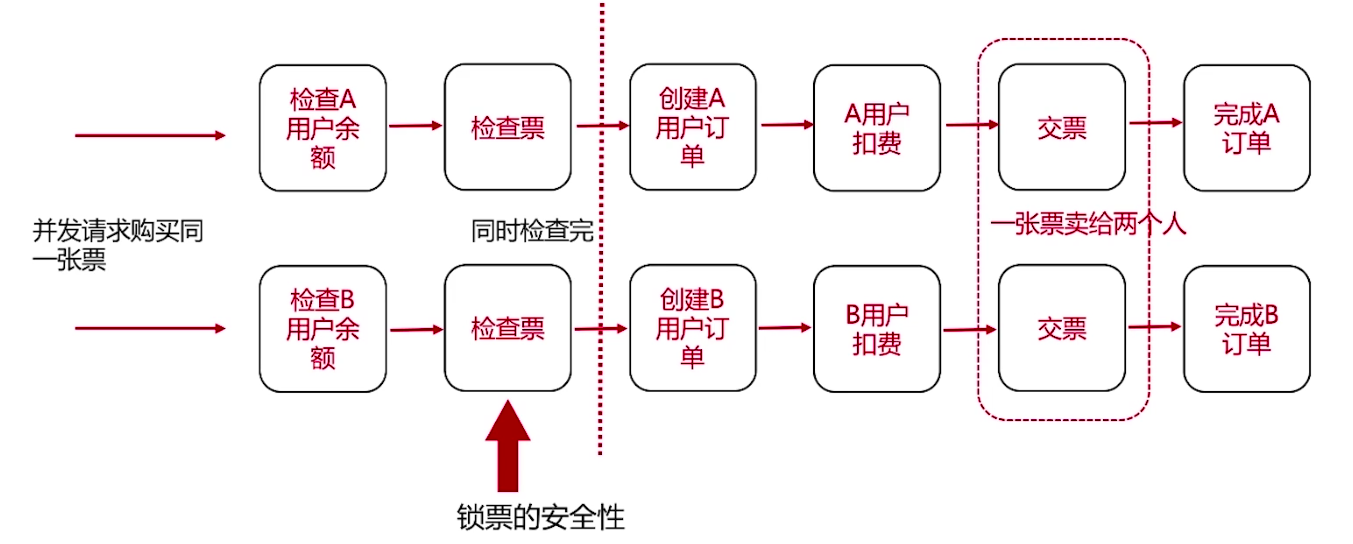 检查A
用户余
额
检查票
创建A
用户订
单
A用户
扣费
交票
完成A
订单
并发请求购买同
一张票
同时检查完
一张票卖给两个人
检查B
用户余
额
检查票
创建B
用户订
单
B用户
扣费
交票
完成B
订单
锁票的安全性